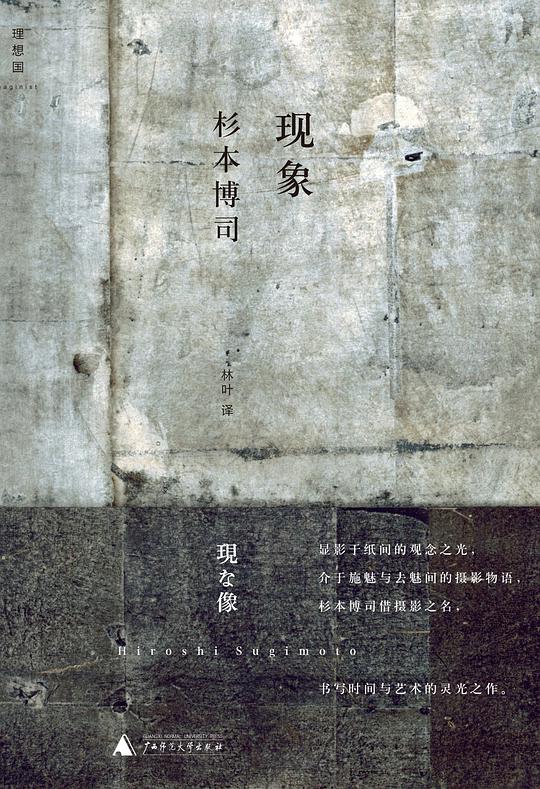 理想国
aginist
现象
杉本博司
林叶 译
現な像
显影于纸间的观念之光，
介于施魅与去魅间的摄影物语，
杉本博司借摄影之名，
Hiroshi Sugimoto
书写时间与艺术的灵光之作。
GUANGXI NORMAL UNIVERSITY PRESS
广西师范大学出版社